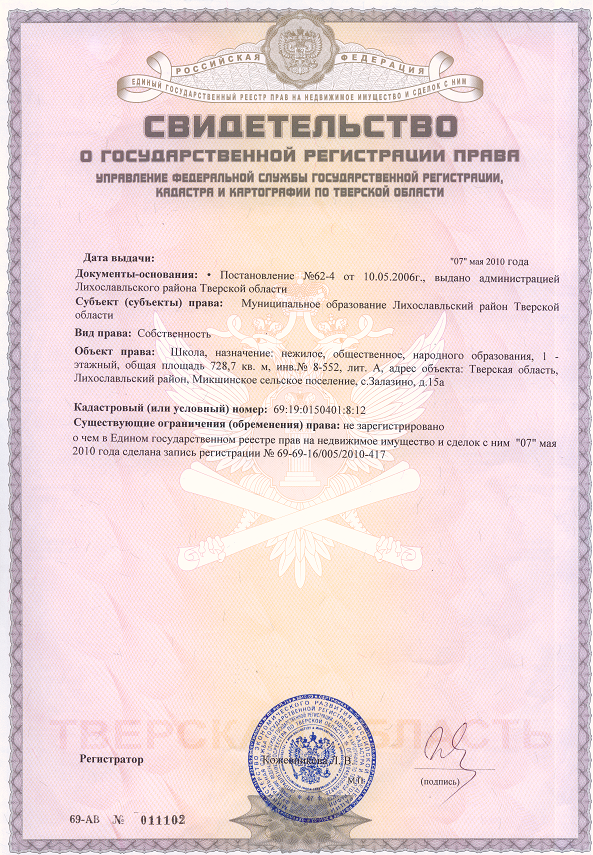 РОССИЙСКАЯ ФЕДЕРАЦИЯ
ЕДИНЫЙ ГОСУДАРСТВЕННЫЙ РЕЕСТР ПРАВ НА НЕДВИЖИМОЕ ИМУЩЕСТВО И СДЕЛОК С НИМ
СВИДЕТЕЛЬСТВО
О ГОСУДАРСТВЕННОЙ РЕГИСТРАЦИИ ПРАВА
УПРАВЛЕНИЕ ФЕДЕРАЛЬНОЙ СЛУЖБЫ ГОСУДАРСТВЕННОЙ РЕГИСТРАЦИИ,
КАДАСТРА И КАРТОГРАФИИ ПО ТВЕРСКОЙ ОБЛАСТИ
Дата выдачи: "07" мая 2010 года
Документы-основания: • Постановление №62-4 от 10.05.2006г., выдано администрацией
Лихославльского района Тверской области
Субъект (субъекты) права: Муниципальное образование Лихославльский район Тверской
области
Вид права: Собственность
Объект права: Школа, назначение: нежилое, общественное, народного образования, 1 -
этажный, общая площадь 728,7 кв. м, инв.№ 8-552, лит. А, адрес объекта: Тверская область,
Лихославльский район, Микшинское сельское поселение, с.Залазино, д.15а
Кадастровый (или условный) номер: 69:19:0150401:8:12
Существующие ограничения (обременения) права: не зарегистрировано
о чем в Едином государственном реестре прав на недвижимое имущество и сделок с ним "07" мая
2010 года сделана запись регистрации № 69-69-16/005/2010-417
ТВЕРСКАЯ ОБЛАСТЬ
Регистратор Кожевникова Л. В.
М.П.
(подпись)
69-АВ № 011102